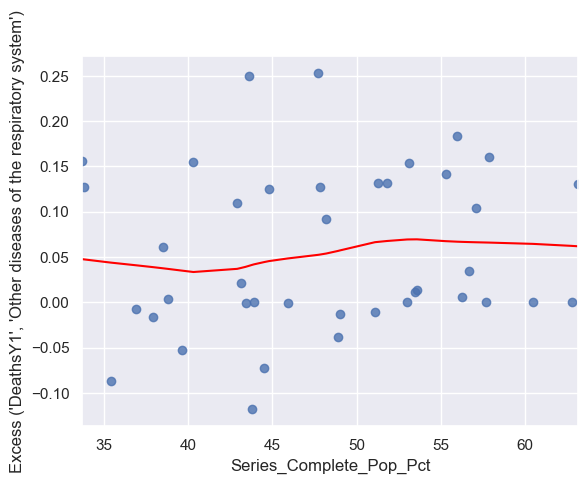 Excess ('DeathsY1', 'Other diseases of the respiratory system')
0.25
0.20
0.15
0.10
0.05
0.00
−0.05
−0.10
35 40 45 50 55 60
Series_Complete_Pop_Pct